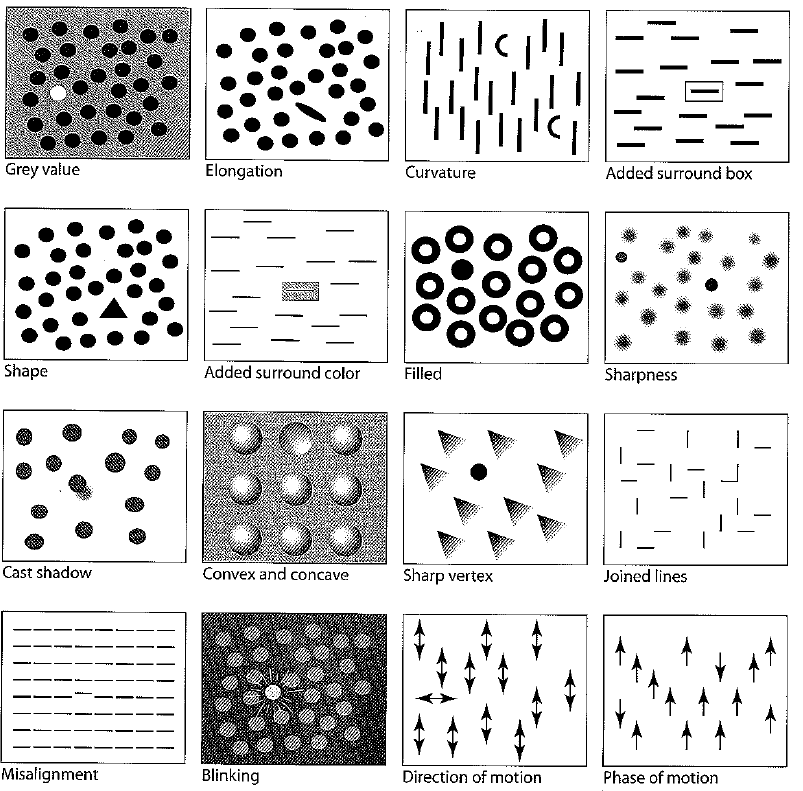 Grey value
Elongation
Curvature
Added surround box
Shape
Added surround color
Filled
Sharpness
Cast shadow
Convex and concave
Sharp vertex
Joined lines
Misalignment
Blinking
Direction of motion
Phase of motion